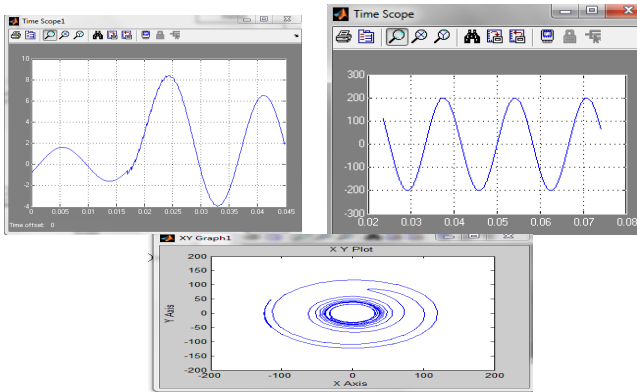 Time Scope1
10
8
6
4
2
0
-2
-4
0 0.005 0.01 0.015 0.02 0.025 0.03 0.035 0.04 0.045
Time offset: 0
Time Scope
300
200
100
0
-100
-200
-300
0.02 0.03 0.04 0.05 0.06 0.07 0.08
XY Graph1
X Y Plot
200
150
100
50
0
-50
-100
-150
-200
Y Axis
-200 -100 0 100 200
X Axis